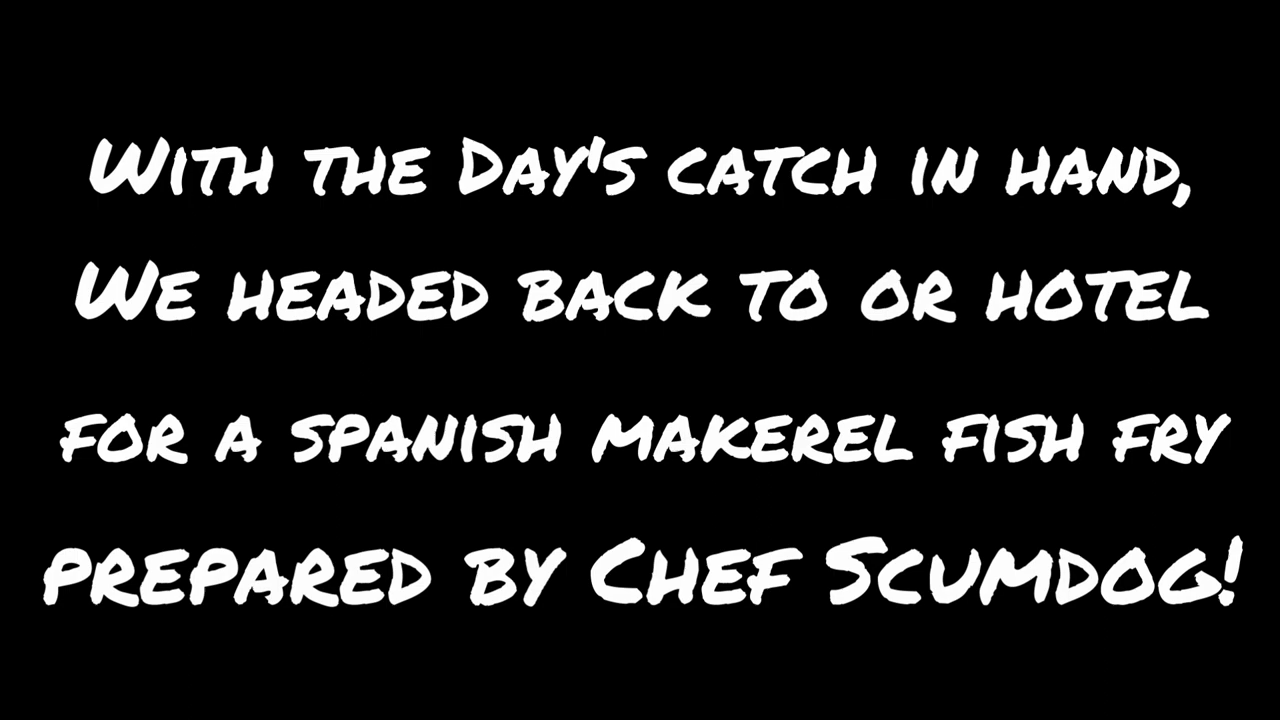 With the Day's catch in hand,
We headed back to or hotel
for a spanish makerel fish fry
prepared by Chef Scumdog!